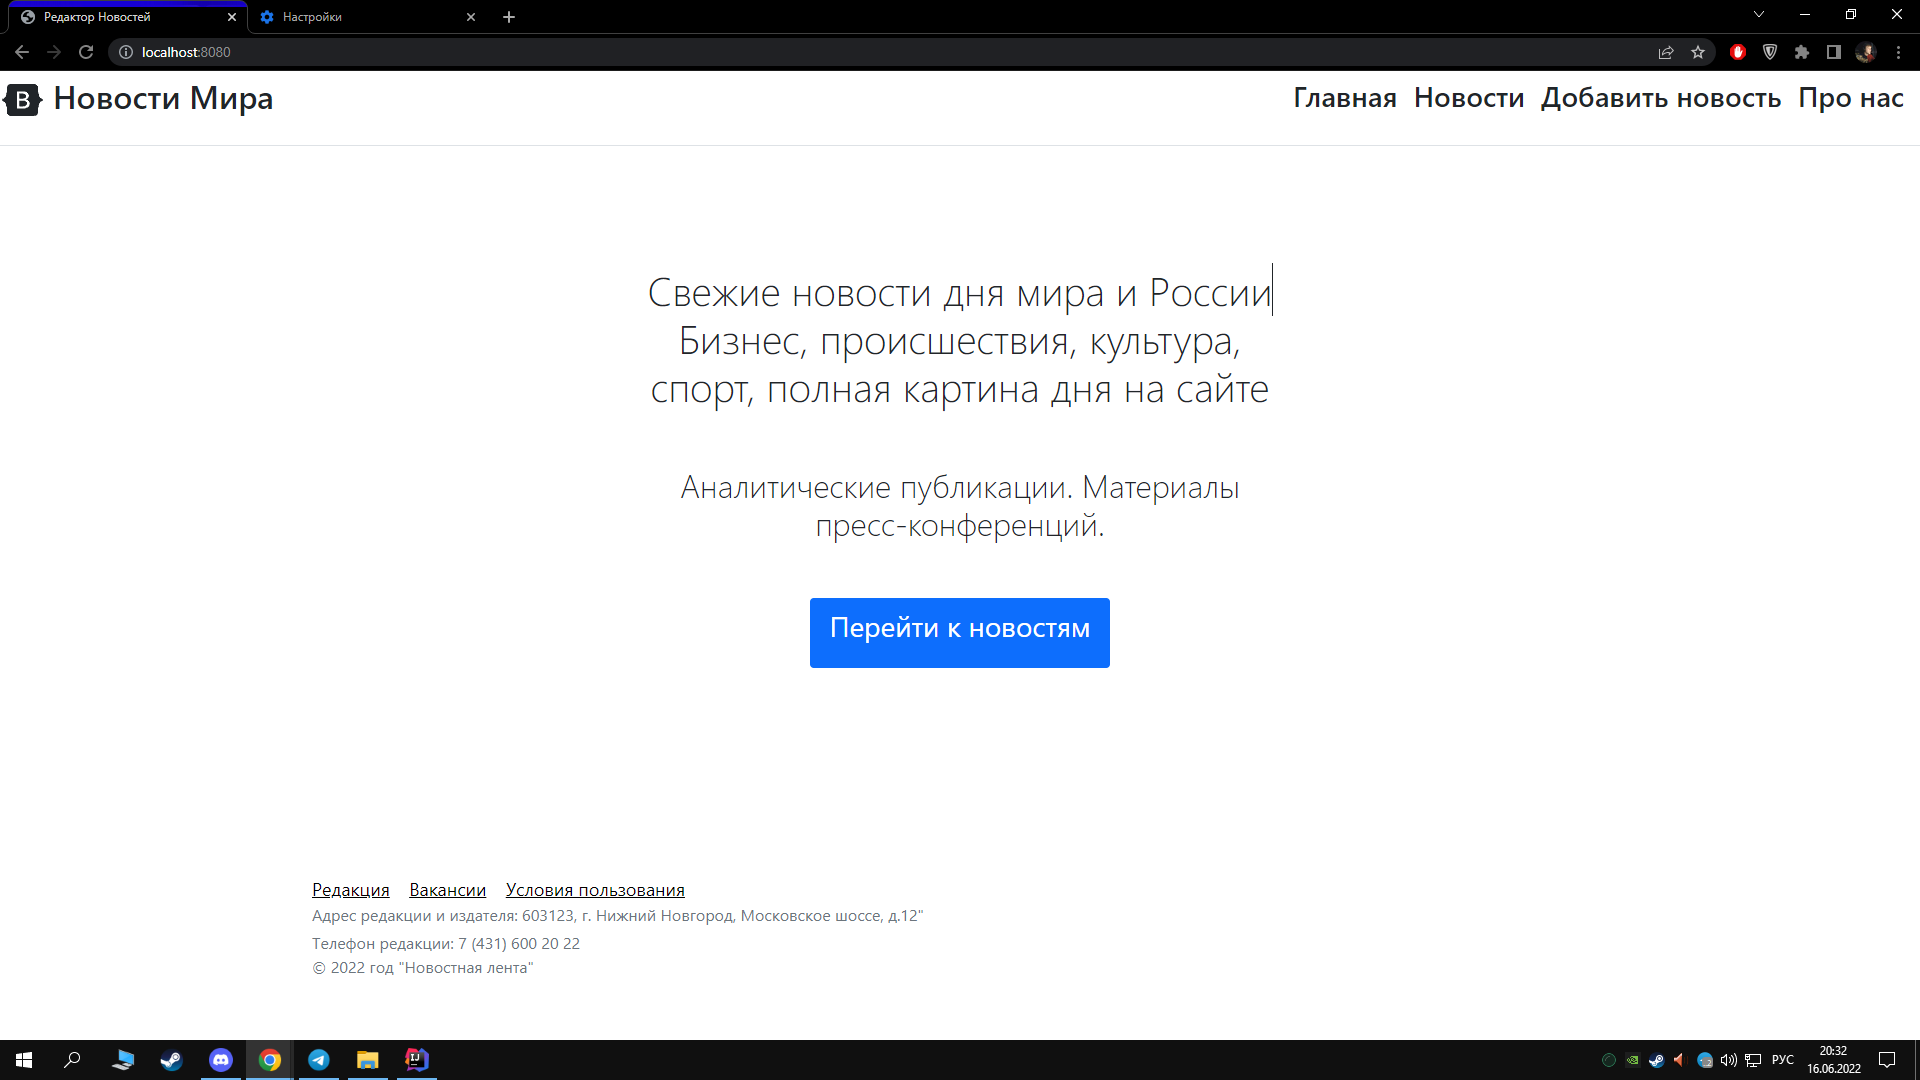 Редактор Новостей
Настройки
localhost:8080
B Новости Мира
Главная Новости Добавить новость Про нас
Свежие новости дня мира и России
Бизнес, происшествия, культура,
спорт, полная картина дня на сайте
Аналитические публикации. Материалы
пресс-конференций.
Перейти к новостям
Редакция Вакансии Условия пользования
Адрес редакции и издателя: 603123, г. Нижний Новгород, Московское шоссе, д.12"
Телефон редакции: 7 (431) 600 20 22
© 2022 год "Новостная лента"
IJ
РУС
20:32
16.06.2022